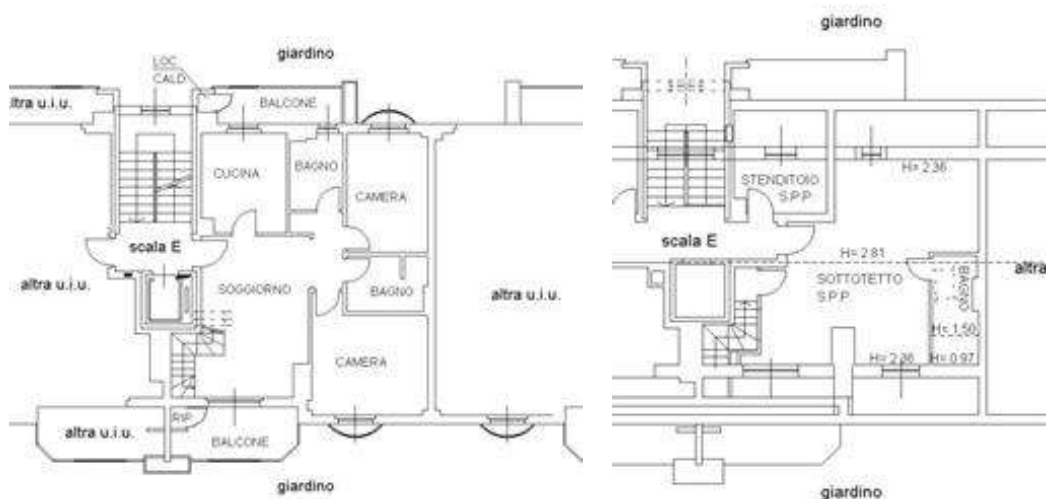 giardino
LOC
CALD
altra u.i.u.
BALCONE
CUCINA
BAGNO
CAMERA
scala E
altra u.i.u.
SOGGIORNO
BAGNO
altra u.i.u.
CAMERA
altra u.i.u.
RIP
BALCONE
giardino
giardino
STENDITOIO
S.P.P.
H= 2.36
scala E
H= 2.81
SOTTOTETTO
S.P.P.
BAGNO
altra
H= 1.50
H= 2.36
H= 0.97
giardino